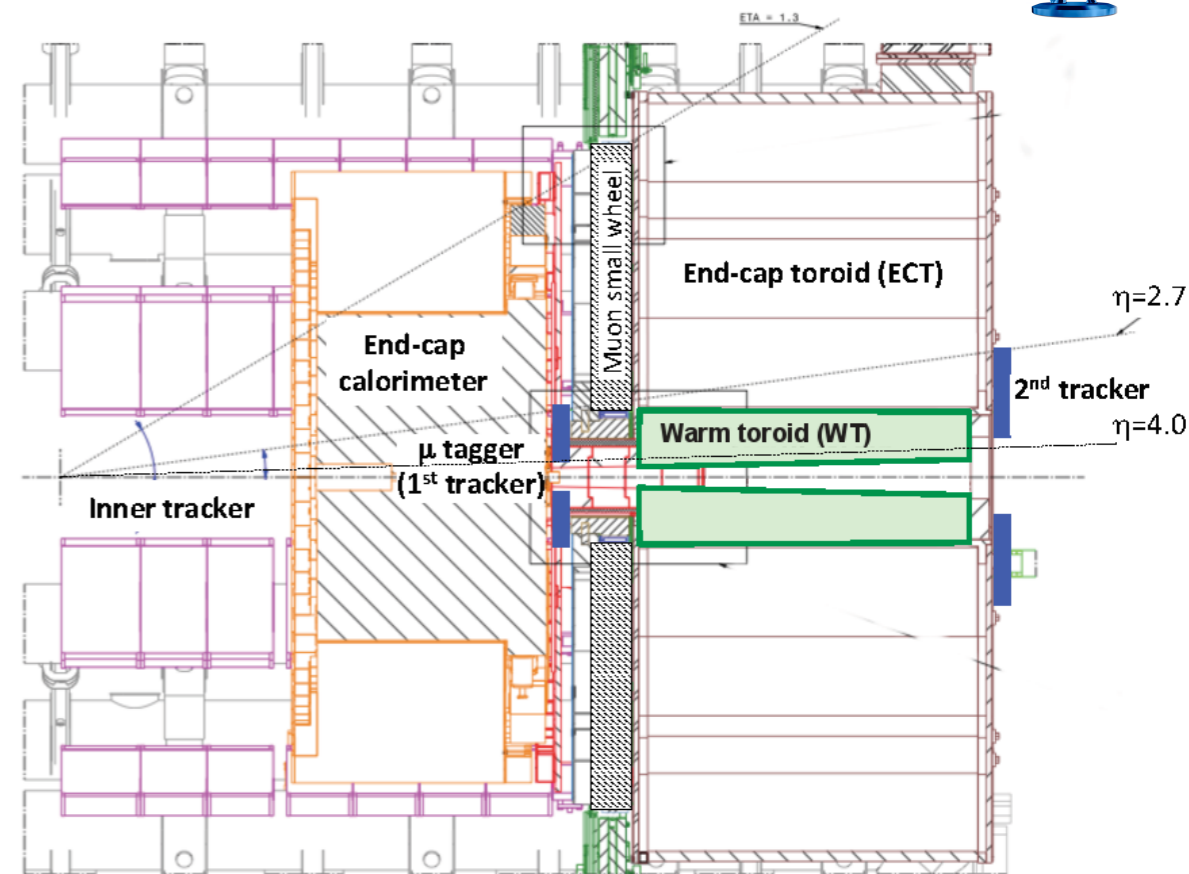 ETA = 1.3
Muon small wheel
End-cap toroid (ECT)
η=2.7
End-cap
calorimeter
2nd tracker
η=4.0
Warm toroid (WT)
μ tagger
(1st tracker)
Inner tracker